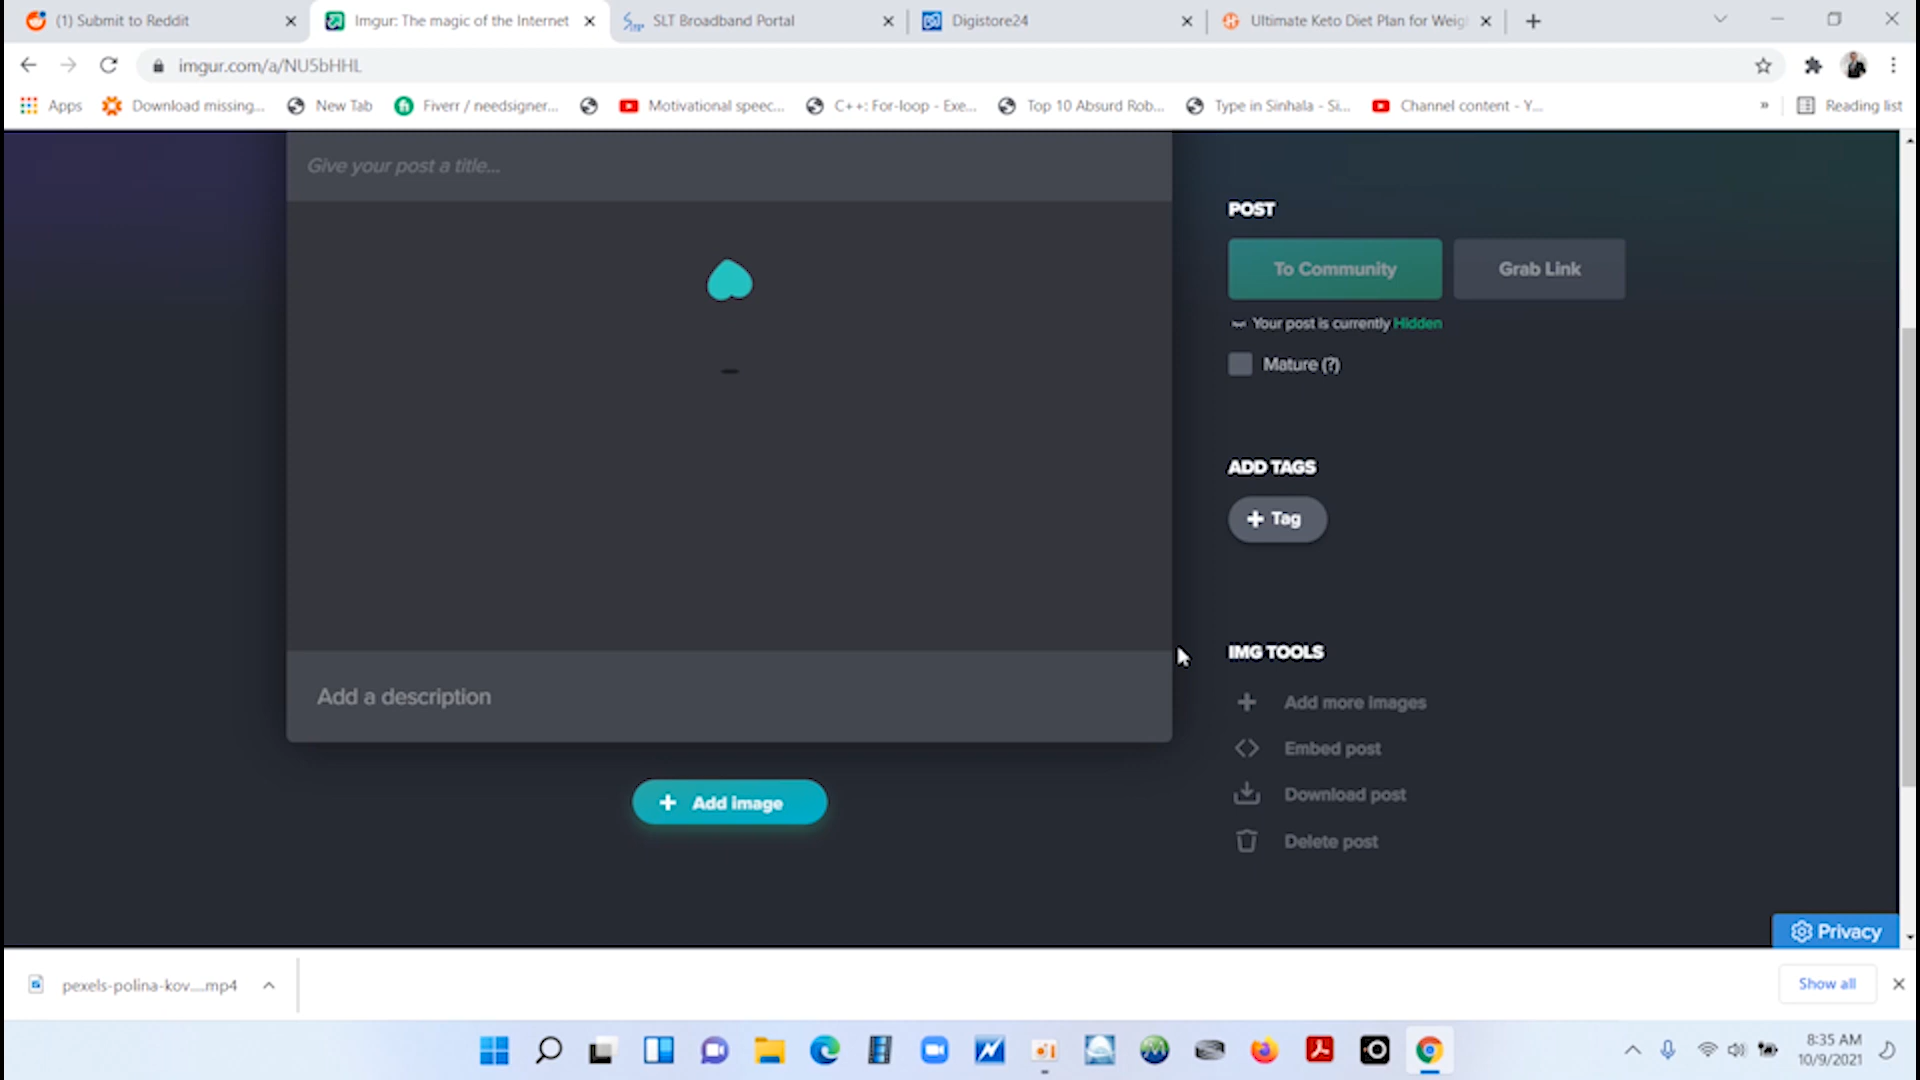 (1) Submit to Reddit
Imgur: The magic of the Internet
SLT Broadband Portal
Digistore24
Ultimate Keto Diet Plan for Weig
imgur.com/a/NU5bHHL
Apps
Download missing...
New Tab
Fiverr / needsigner...
Motivational speec...
C++: For-loop - Exe...
Top 10 Absurd Rob...
Type in Sinhala - Si...
Channel content - Y...
»
Reading list
Give your post a title...
POST
To Community
Grab Link
Your post is currently Hidden
Mature (?)
ADD TAGS
+ Tag
IMG TOOLS
Add more images
Embed post
Download post
Delete post
Add a description
+ Add image
Privacy
pexels-polina-kov....mp4
Show all
8:35 AM
10/9/2021